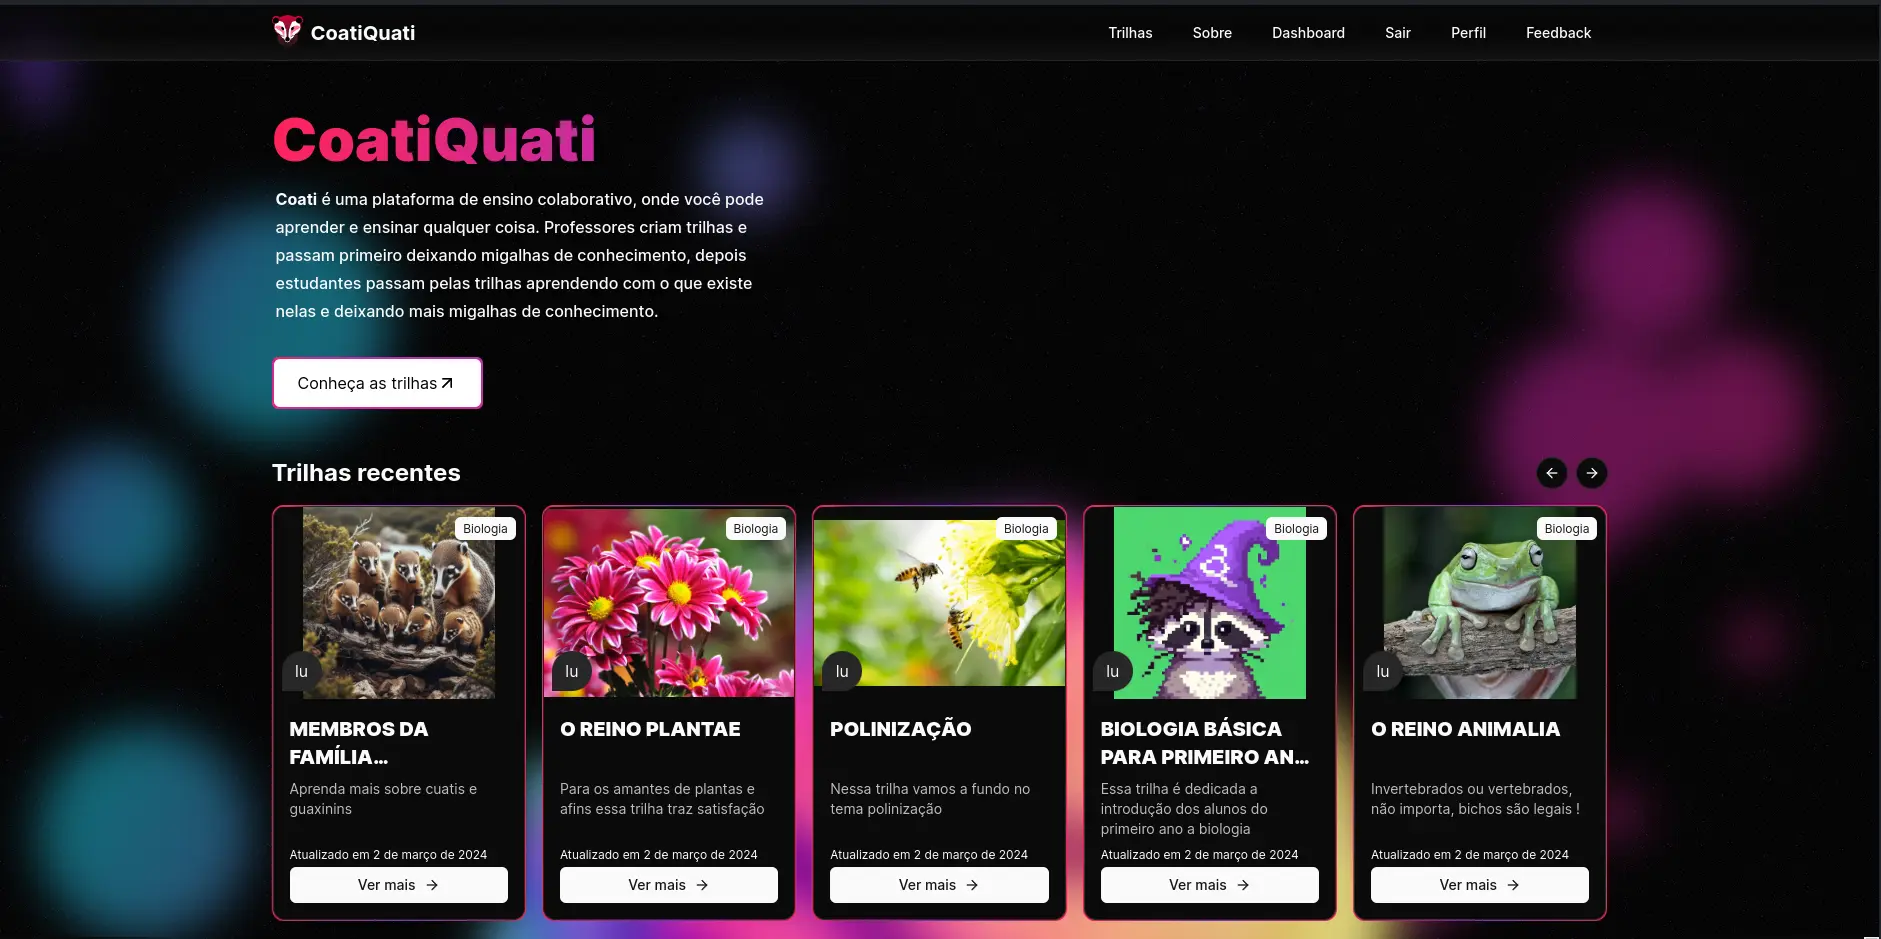 CoatiQuati
Trilhas
Sobre
Dashboard
Sair
Perfil
Feedback
CoatiQuati
Coati é uma plataforma de ensino colaborativo, onde você pode
aprender e ensinar qualquer coisa. Professores criam trilhas e
passam primeiro deixando migalhas de conhecimento, depois
estudantes passam pelas trilhas aprendendo com o que existe
nelas e deixando mais migalhas de conhecimento.
Conheça as trilhas
Trilhas recentes
Biologia
lu
MEMBROS DA
FAMÍLIA...
Aprenda mais sobre cuatis e
guaxinins
Atualizado em 2 de março de 2024
Ver mais
Biologia
lu
O REINO PLANTAE
Para os amantes de plantas e
afins essa trilha traz satisfação
Atualizado em 2 de março de 2024
Ver mais
Biologia
lu
POLINIZAÇÃO
Nessa trilha vamos a fundo no
tema polinização
Atualizado em 2 de março de 2024
Ver mais
Biologia
lu
BIOLOGIA BÁSICA
PARA PRIMEIRO AN...
Essa trilha é dedicada a
introdução dos alunos do
primeiro ano a biologia
Atualizado em 2 de março de 2024
Ver mais
Biologia
lu
O REINO ANIMALIA
Invertebrados ou vertebrados,
não importa, bichos são legais !
Atualizado em 2 de março de 2024
Ver mais